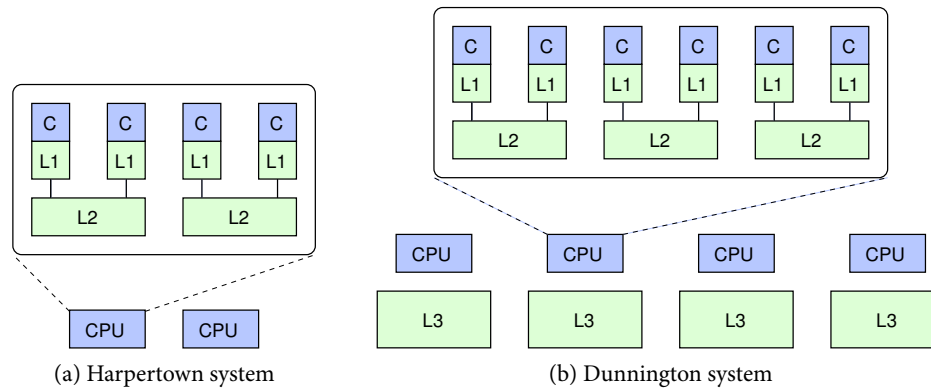 C C C C
L1 L1 L1 L1
L2 L2
CPU CPU
(a) Harpertown system
C C C C C C
L1 L1 L1 L1 L1 L1
L2 L2 L2
CPU CPU CPU CPU
L3 L3 L3 L3
(b) Dunnington system